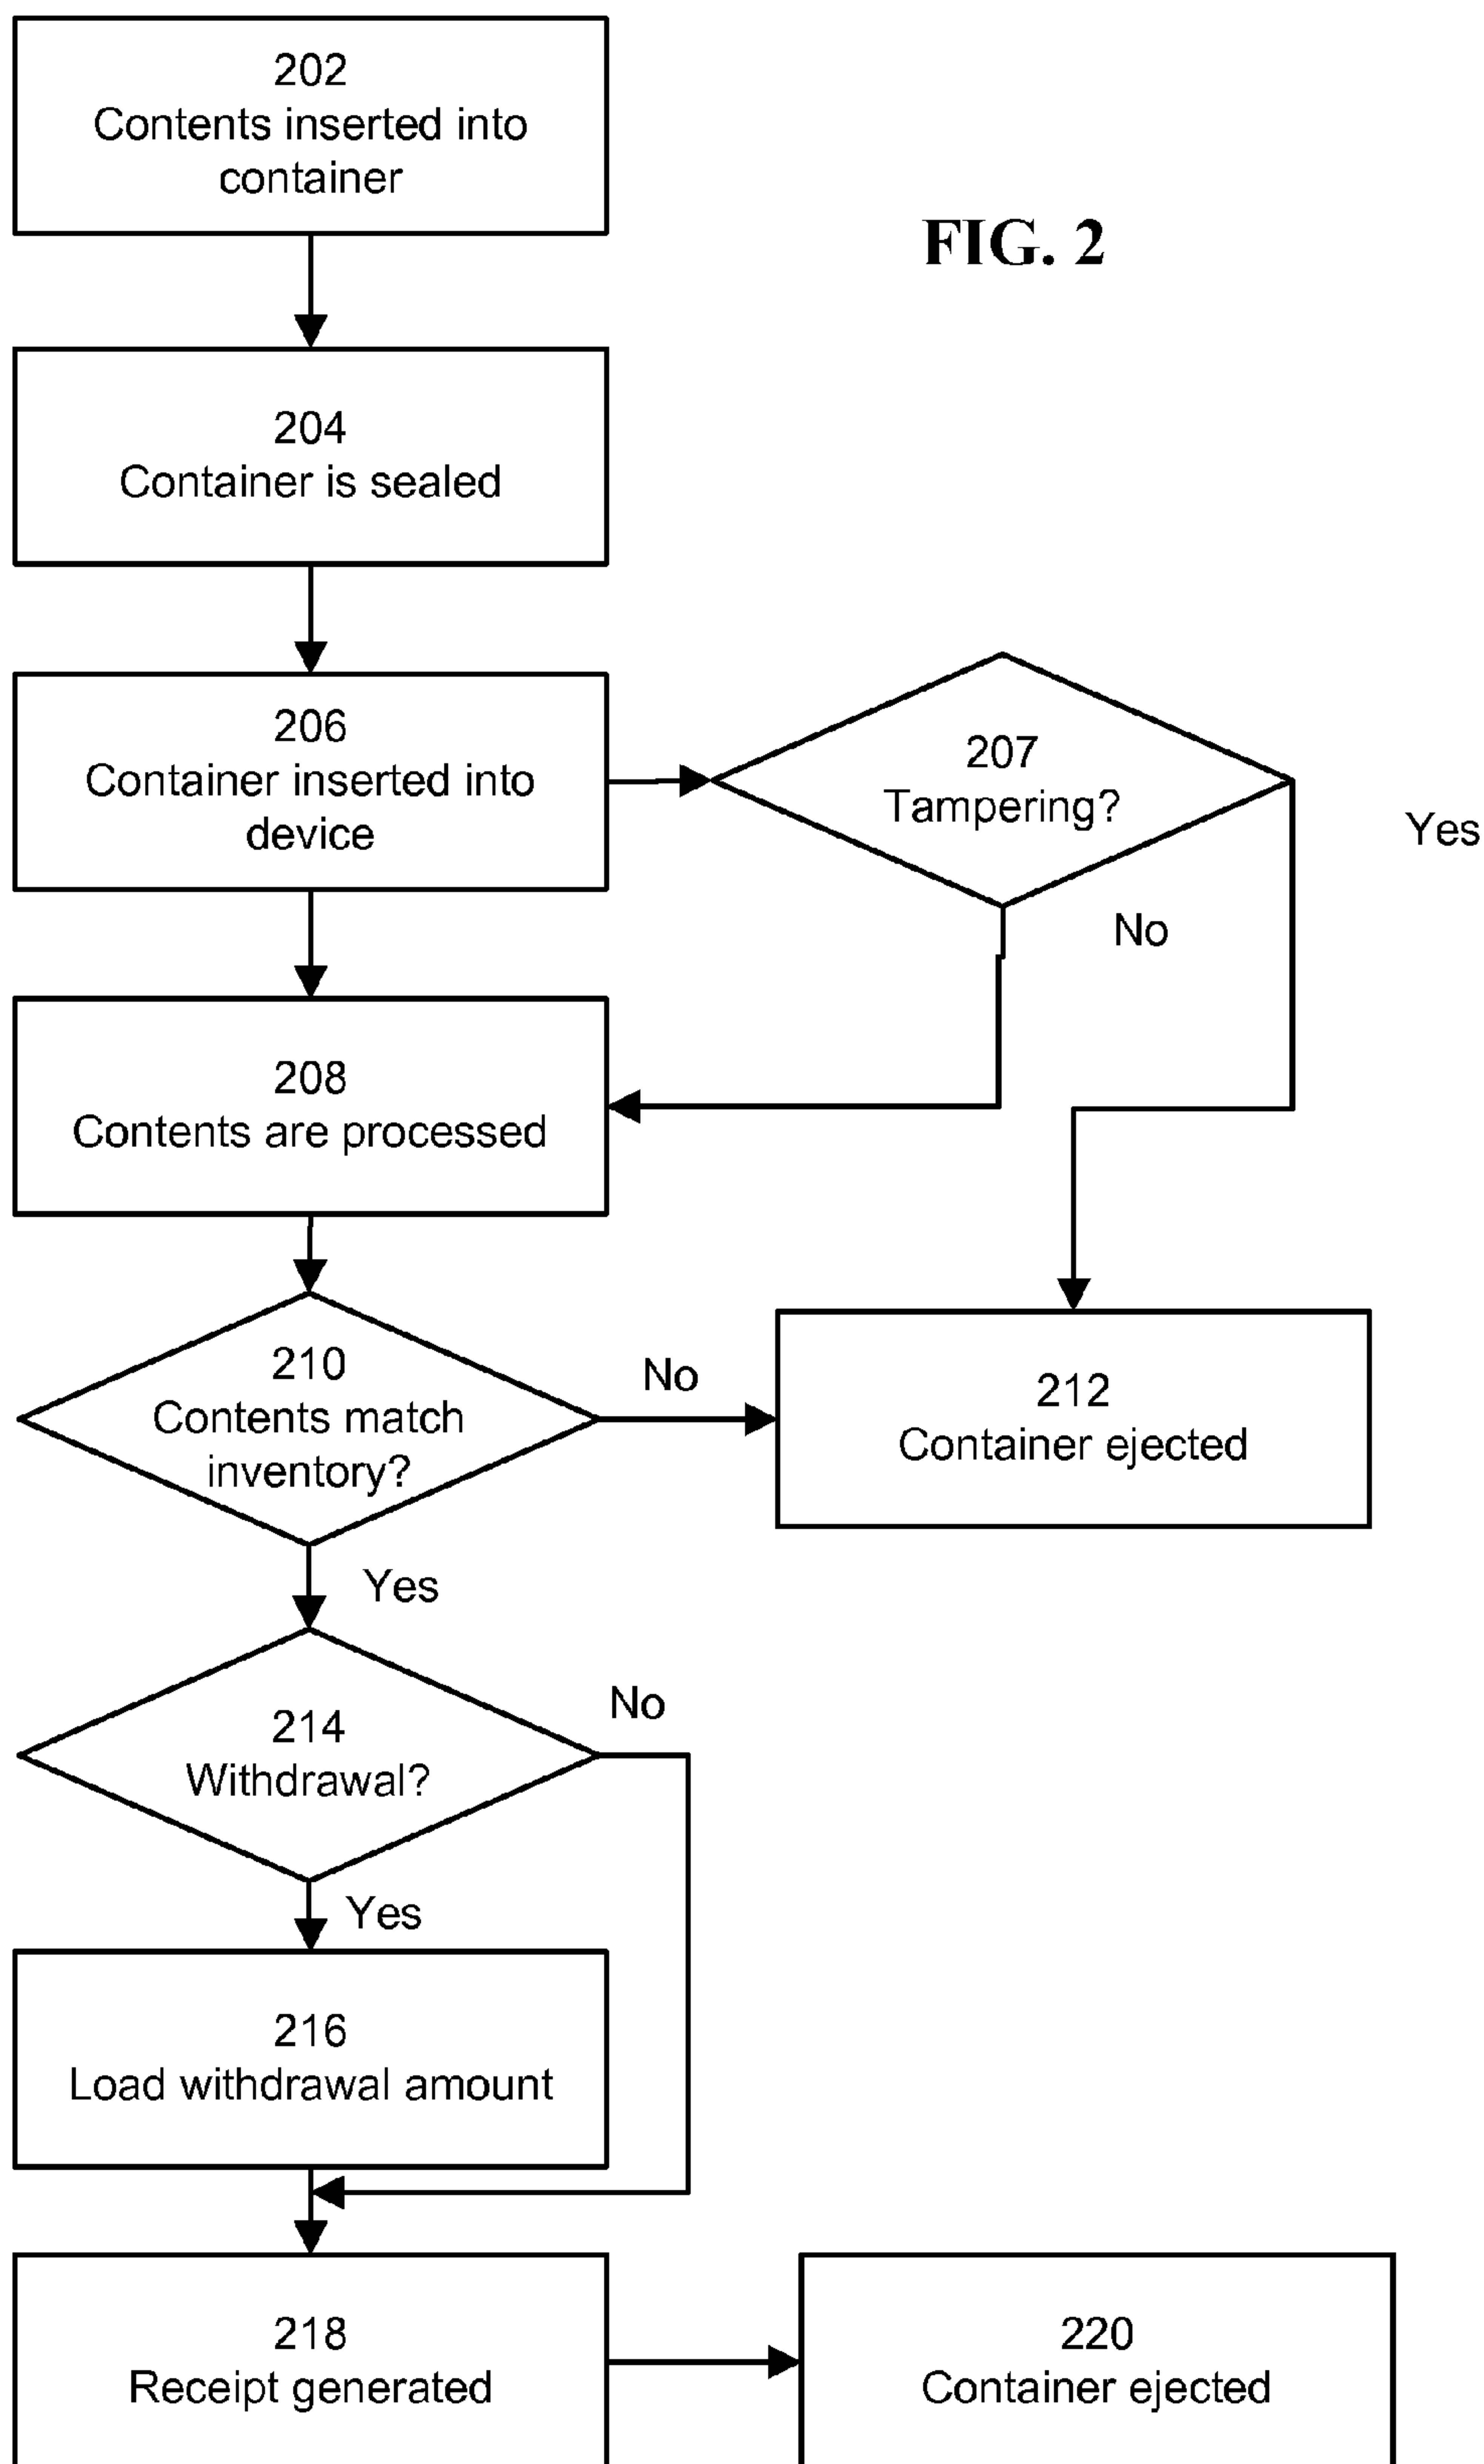 202
Contents inserted into
container
FIG. 2
204
Container is sealed
206
Container inserted into
device
207
Tampering?
Yes
No
208
Contents are processed
210
Contents match
inventory?
No
212
Container ejected
Yes
214
Withdrawal?
No
Yes
216
Load withdrawal amount
218
Receipt generated
220
Container ejected